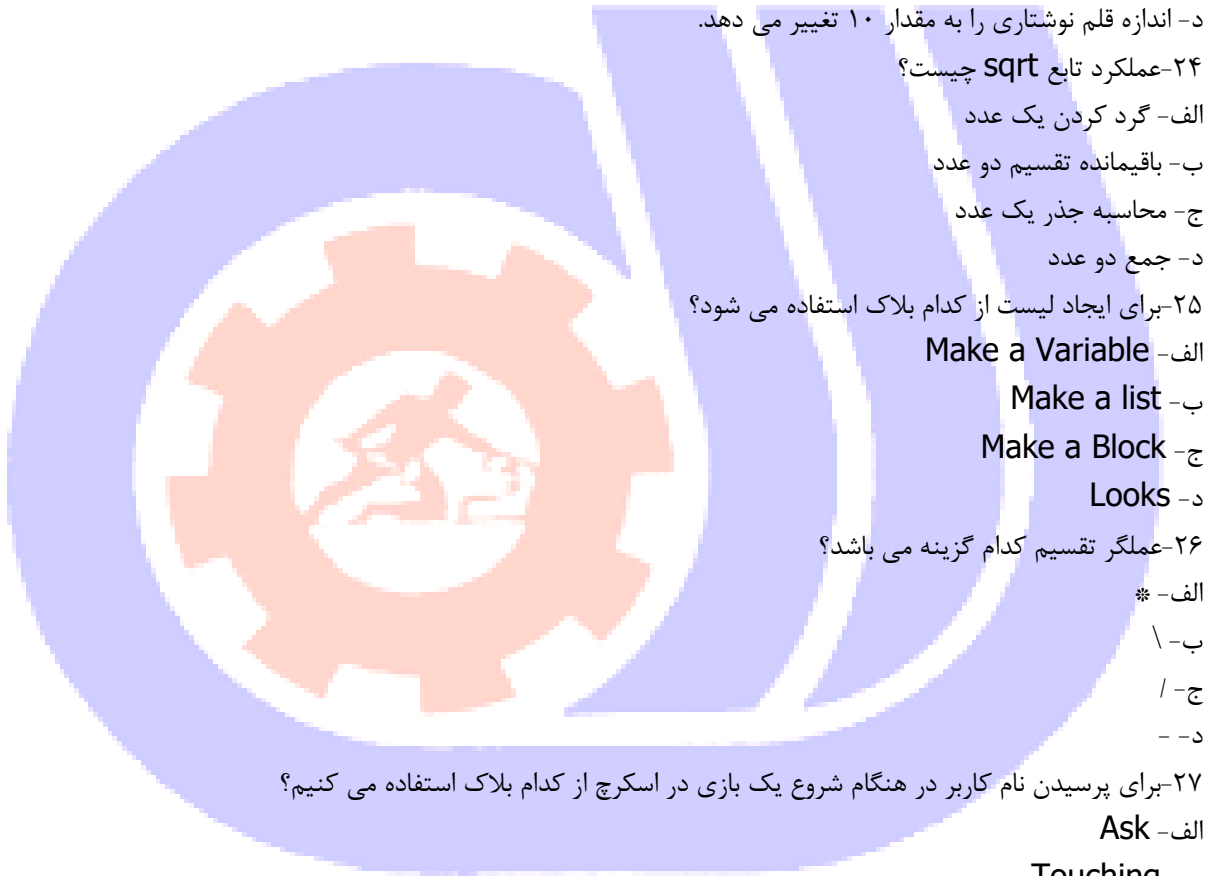 د- اندازه قلم نوشتاری را به مقدار ۱۰ تغییر می دهد.
۲۴-عملکرد تابع sqrt چیست؟
الف- گرد کردن یک عدد
ب- باقیمانده تقسیم دو عدد
ج- محاسبه جذر یک عدد
د- جمع دو عدد
۲۵-برای ایجاد لیست از کدام بلاک استفاده می شود؟
الف- Make a Variable
ب- Make a list
ج- Make a Block
د- Looks
۲۶-عملگر تقسیم کدام گزینه می باشد؟
الف- *
ب- \
ج- /
د- -
۲۷-برای پرسیدن نام کاربر در هنگام شروع یک بازی در اسکرچ از کدام بلاک استفاده می کنیم؟
الف- Ask
Touching